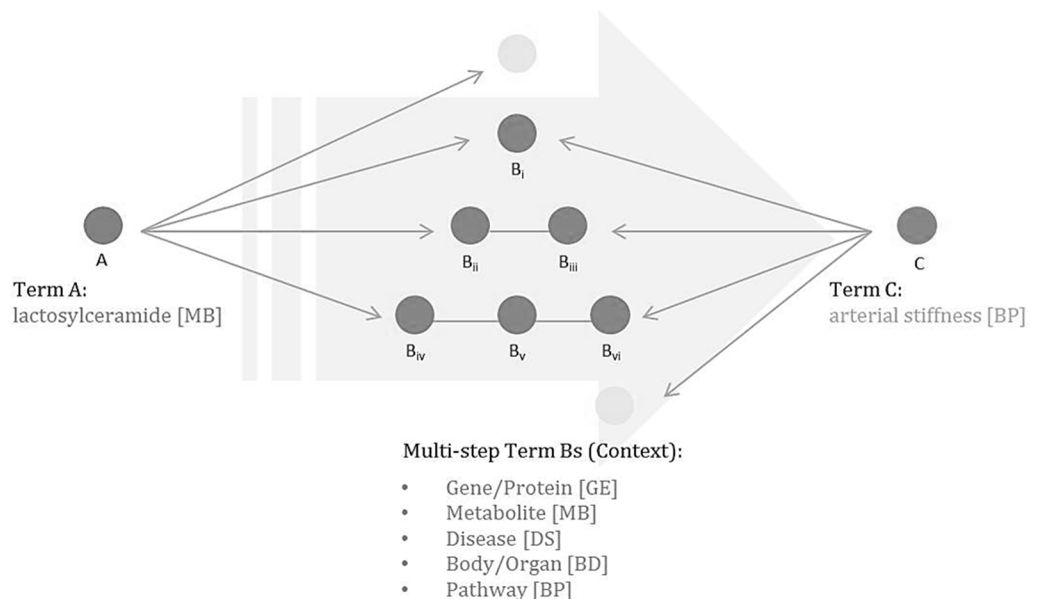 Bi
A
Bii Biii
C
Term A:
lactosylceramide [MB]
Term C:
arterial stiffness [BP]
Biv Bv Bvi
Multi-step Term Bs (Context):
• Gene/Protein [GE]
• Metabolite [MB]
• Disease [DS]
• Body/Organ [BD]
• Pathway [BP]